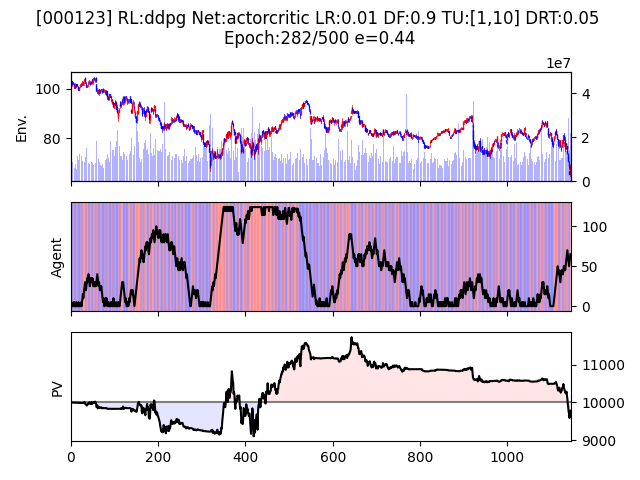 [000123] RL:ddpg Net:actorcritic LR:0.01 DF:0.9 TU:[1,10] DRT:0.05
Epoch:282/500 e=0.44
1e7
100
80
Env.
4
2
0
Agent
100
50
0
PV
11000
10000
9000
0 200 400 600 800 1000